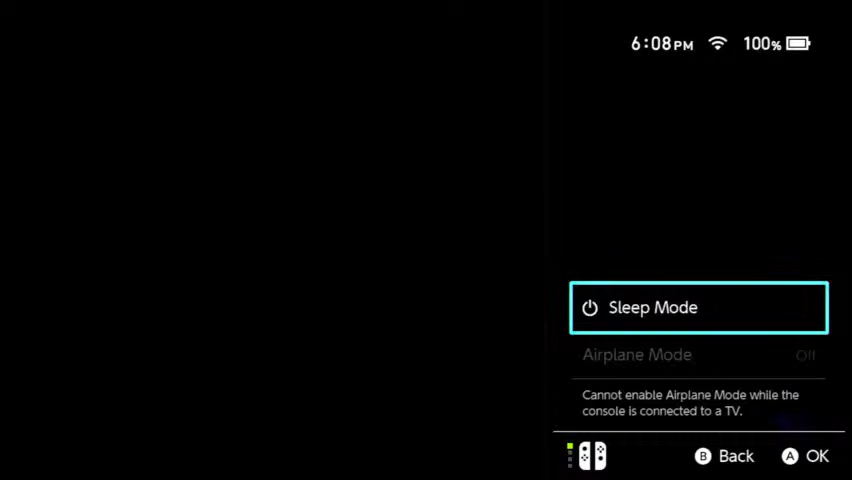 6:08PM 100%
Sleep Mode
Airplane Mode Off
Cannot enable Airplane Mode while the
console is connected to a TV.
B Back A OK